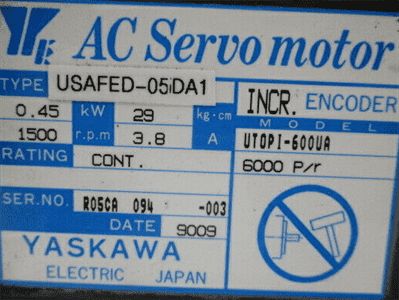 AC Servo motor
TYPE USAFED-05iDA1
0.45 kW 29 kg·cm
1500 r.p.m 3.8 A
RATING CONT.
SER.NO. R05CA 094 -003
DATE 9009
YASKAWA
ELECTRIC JAPAN
INCR. ENCODER
MODEL
UTOPI-600UA
6000 P/r